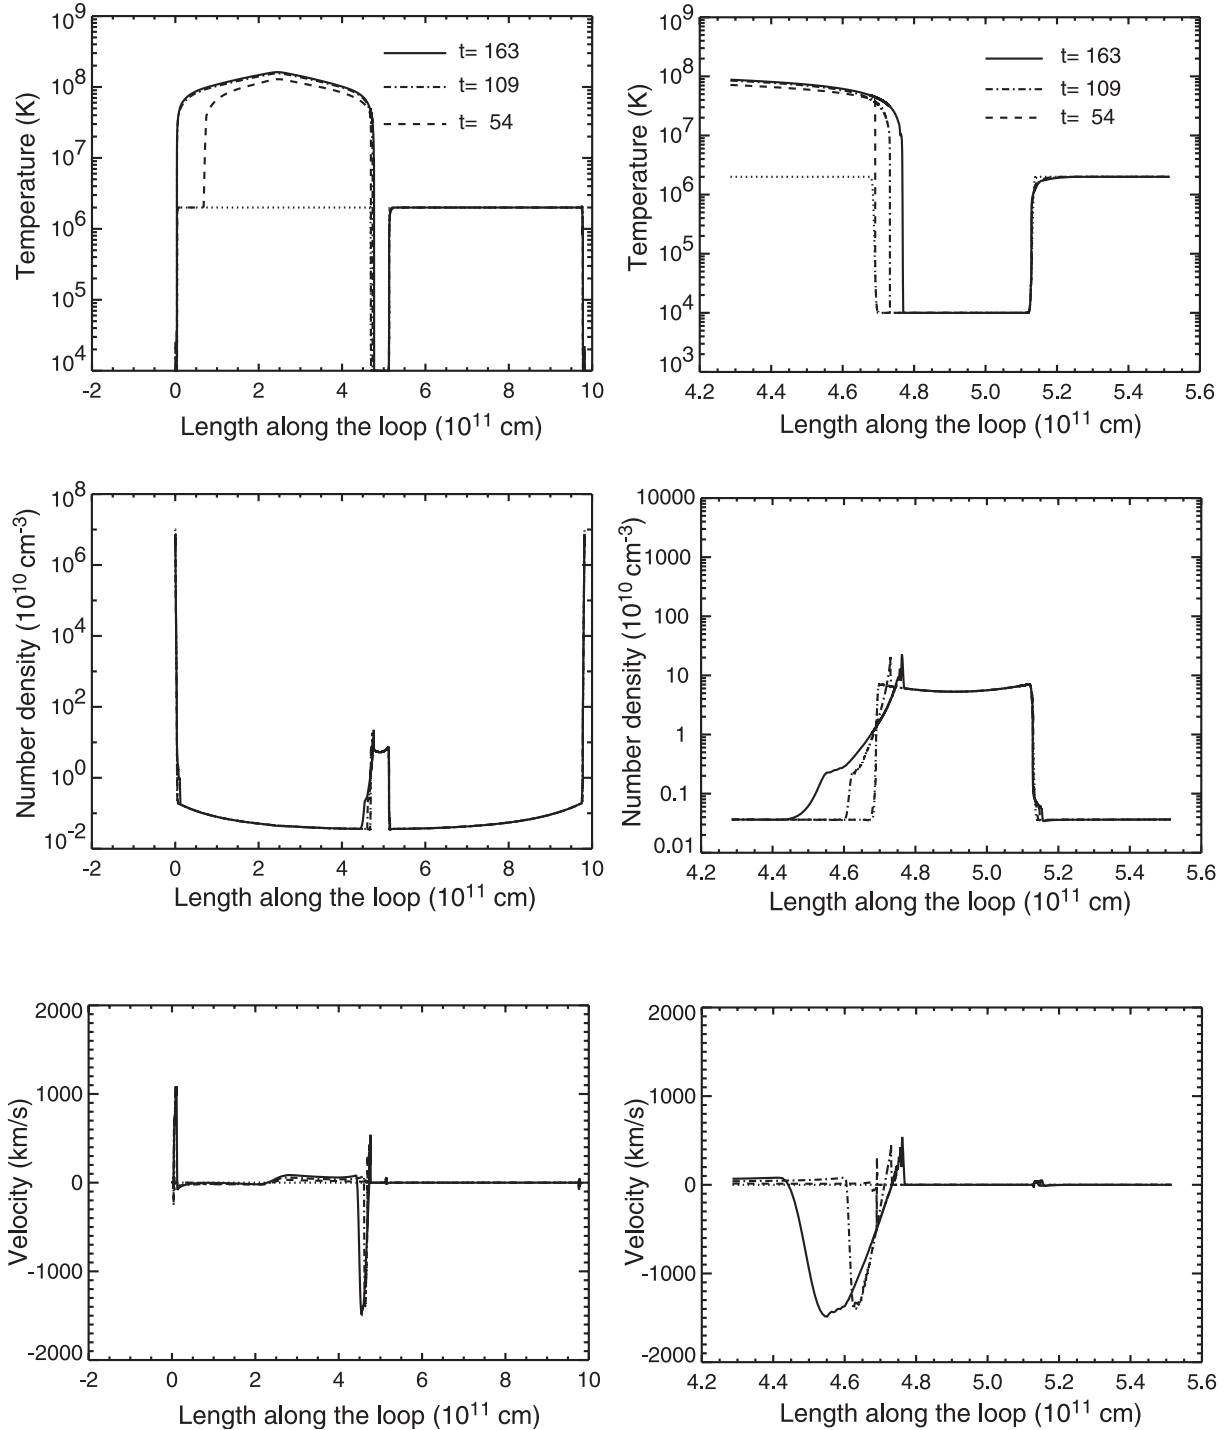 Temperature (K)
10^9
10^8
10^7
10^6
10^5
10^4
t= 163
t= 109
t= 54
-2 0 2 4 6 8 10
Length along the loop (10^11 cm)
Temperature (K)
10^9
10^8
10^7
10^6
10^5
10^4
10^3
t= 163
t= 109
t= 54
4.2 4.4 4.6 4.8 5.0 5.2 5.4 5.6
Length along the loop (10^11 cm)
Number density (10^10 cm^-3)
10^8
10^6
10^4
10^2
10^0
10^-2
-2 0 2 4 6 8 10
Length along the loop (10^11 cm)
Number density (10^10 cm^-3)
10000
1000
100
10
1
0.1
0.01
4.2 4.4 4.6 4.8 5.0 5.2 5.4 5.6
Length along the loop (10^11 cm)
Velocity (km/s)
2000
1000
0
-1000
-2000
-2 0 2 4 6 8 10
Length along the loop (10^11 cm)
Velocity (km/s)
2000
1000
0
-1000
-2000
4.2 4.4 4.6 4.8 5.0 5.2 5.4 5.6
Length along the loop (10^11 cm)